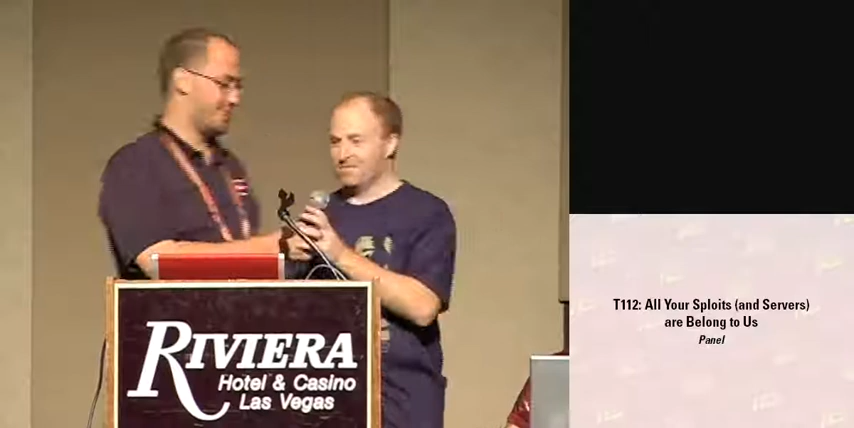 RIVIERA
Hotel & Casino
Las Vegas
T112: All Your Sploits (and Servers)
are Belong to Us
Panel